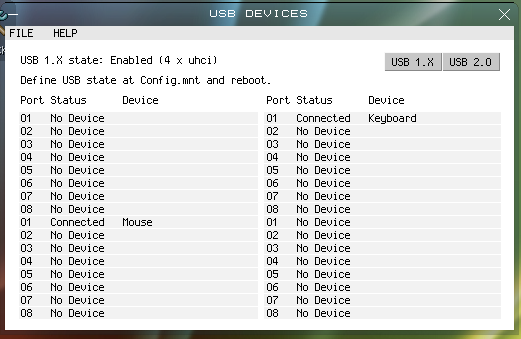 USB DEVICES
FILE HELP
USB 1.X state: Enabled (4 x uhci)
USB 1.X USB 2.0
Define USB state at Config.mnt and reboot.
Port Status Device Port Status Device
01 No Device 01 Connected Keyboard
02 No Device 02 No Device
03 No Device 03 No Device
04 No Device 04 No Device
05 No Device 05 No Device
06 No Device 06 No Device
07 No Device 07 No Device
08 No Device 08 No Device
01 Connected Mouse 01 No Device
02 No Device 02 No Device
03 No Device 03 No Device
04 No Device 04 No Device
05 No Device 05 No Device
06 No Device 06 No Device
07 No Device 07 No Device
08 No Device 08 No Device